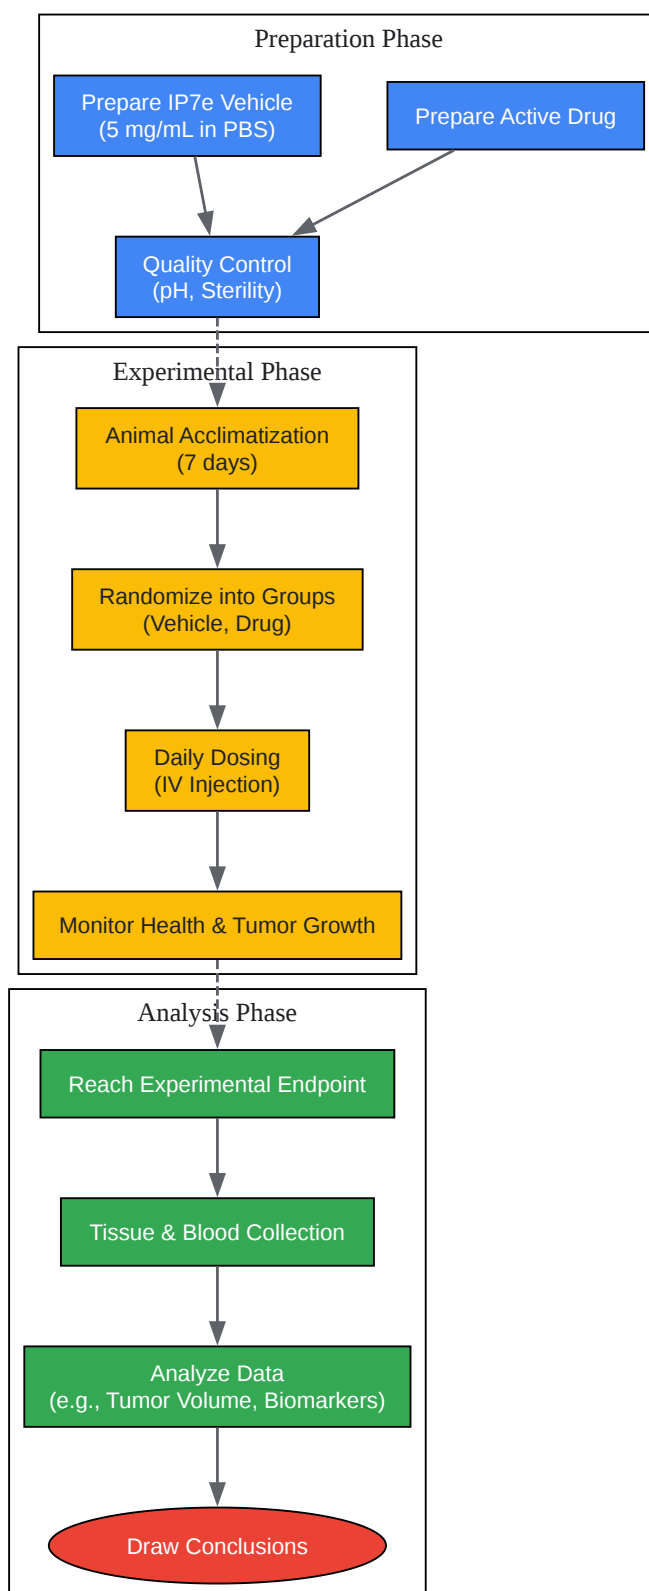 Preparation Phase
Prepare IP7e Vehicle
(5 mg/mL in PBS)
Prepare Active Drug
Quality Control
(pH, Sterility)
Experimental Phase
Animal Acclimatization
(7 days)
Randomize into Groups
(Vehicle, Drug)
Daily Dosing
(IV Injection)
Monitor Health & Tumor Growth
Analysis Phase
Reach Experimental Endpoint
Tissue & Blood Collection
Analyze Data
(e.g., Tumor Volume, Biomarkers)
Draw Conclusions